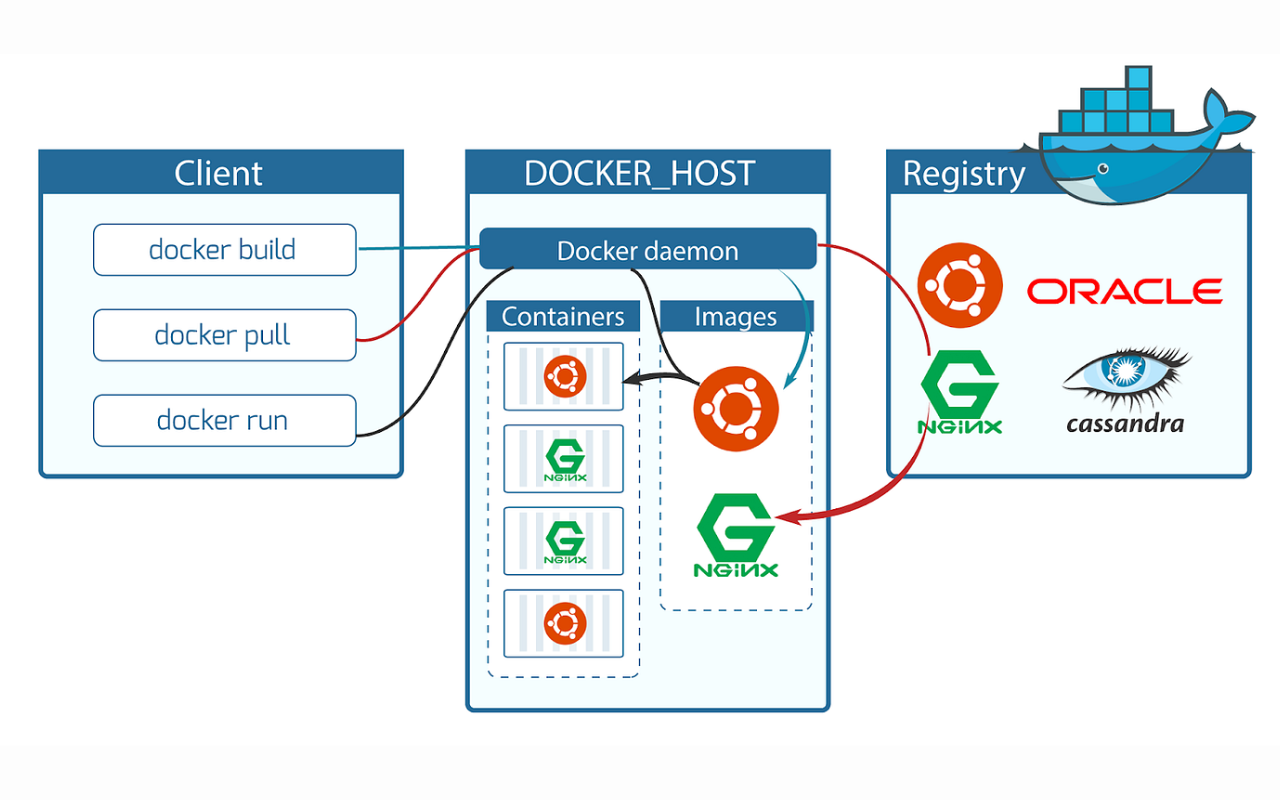 Client
docker build
docker pull
docker run
DOCKER_HOST
Docker daemon
Containers
NGiNX
NGiNX
Images
NGiNX
Registry
ORACLE
NGiNX
cassandra